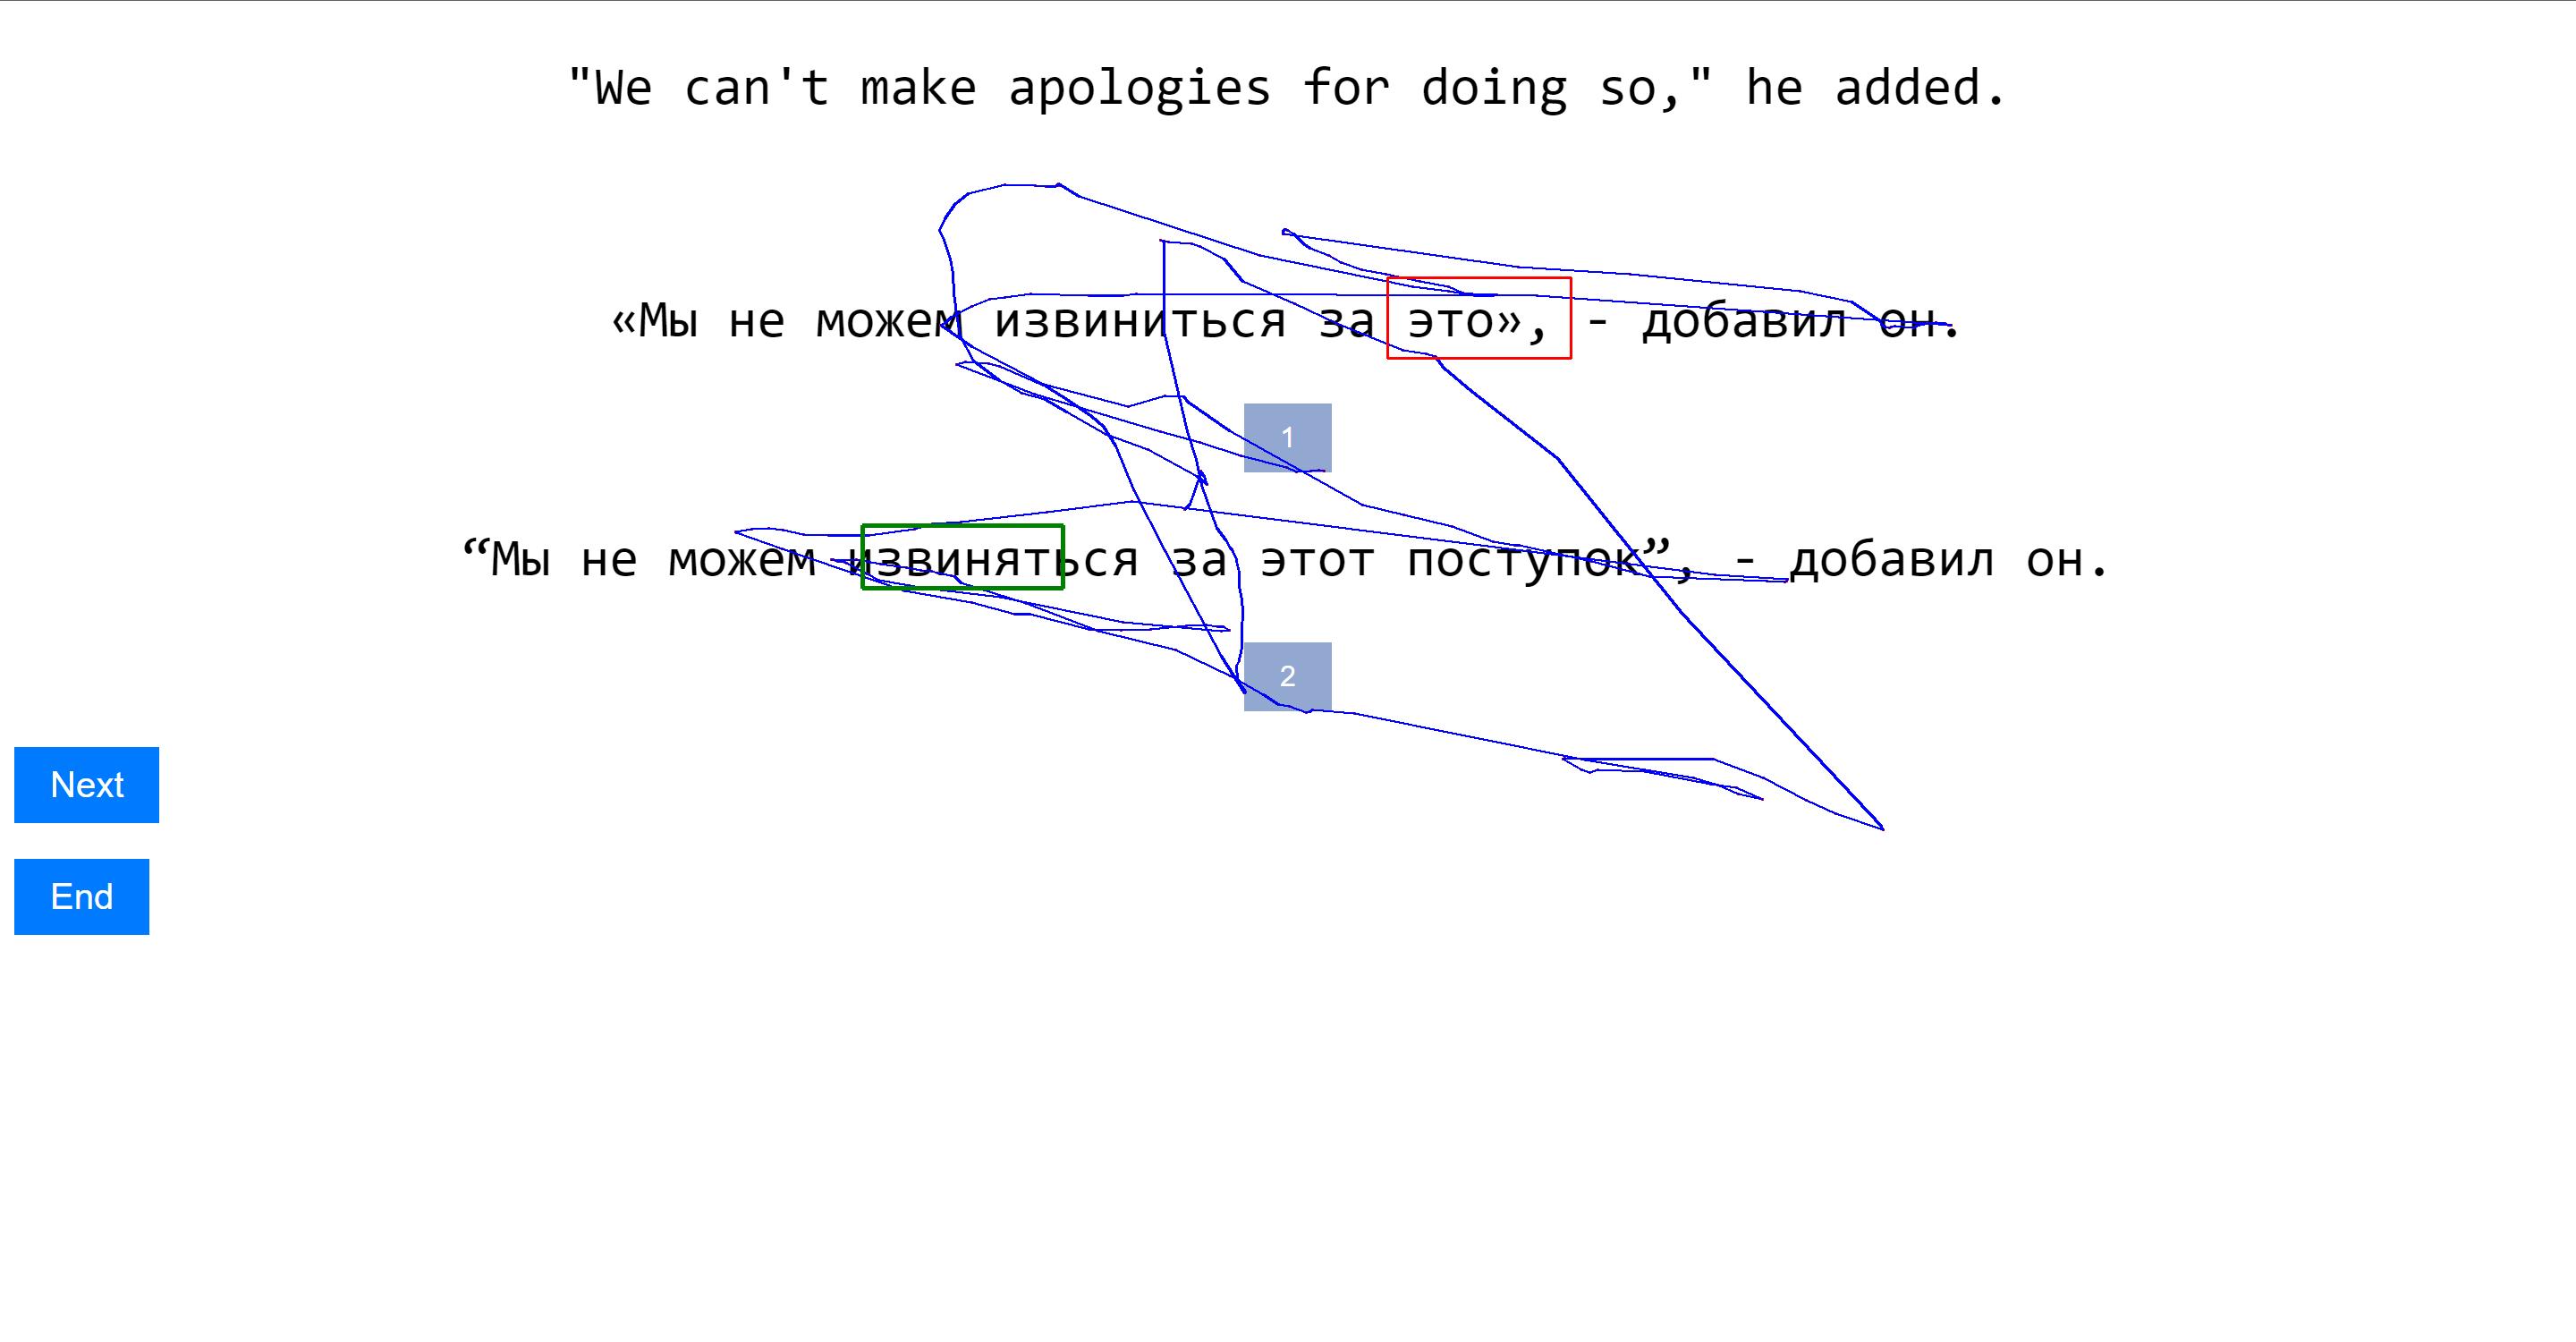 "We can't make apologies for doing so," he added.
«Мы не можем извиниться за это», - добавил он.
1
“Мы не можем извиняться за этот поступок”, - добавил он.
2
Next
End